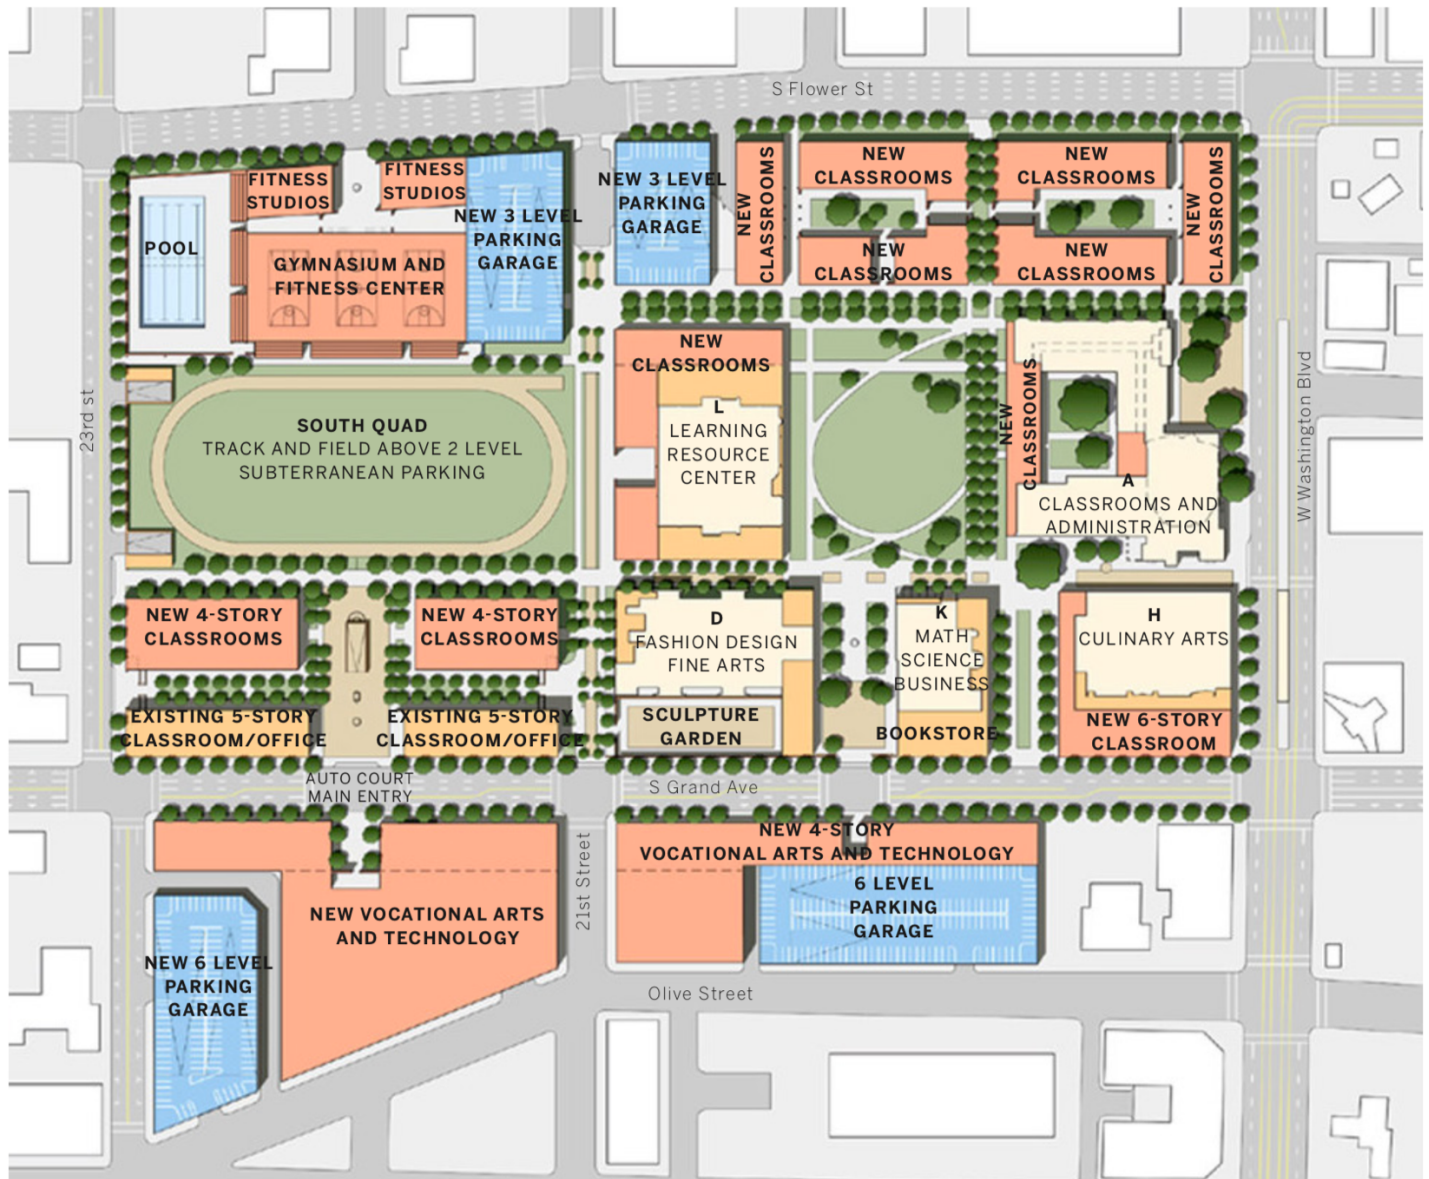 S Flower St
FITNESS
STUDIOS
FITNESS
STUDIOS
NEW 3 LEVEL
PARKING
GARAGE
NEW 3 LEVEL
PARKING
GARAGE
NEW
CLASSROOMS
NEW
CLASSROOMS
NEW
CLASSROOMS
NEW
CLASSROOMS
NEW
CLASSROOMS
NEW
CLASSROOMS
POOL
GYMNASIUM AND
FITNESS CENTER
NEW
CLASSROOMS
L
LEARNING
RESOURCE
CENTER
NEW
CLASSROOMS
A
CLASSROOMS AND
ADMINISTRATION
W Washington Blvd
23rd st
SOUTH QUAD
TRACK AND FIELD ABOVE 2 LEVEL
SUBTERRANEAN PARKING
NEW 4-STORY
CLASSROOMS
NEW 4-STORY
CLASSROOMS
D
FASHION DESIGN
FINE ARTS
K
MATH
SCIENCE
BUSINESS
H
CULINARY ARTS
EXISTING 5-STORY
CLASSROOM/OFFICE
EXISTING 5-STORY
CLASSROOM/OFFICE
SCULPTURE
GARDEN
BOOKSTORE
NEW 6-STORY
CLASSROOM
AUTO COURT
MAIN ENTRY
S Grand Ave
NEW 4-STORY
VOCATIONAL ARTS AND TECHNOLOGY
21st Street
6 LEVEL
PARKING
GARAGE
NEW VOCATIONAL ARTS
AND TECHNOLOGY
NEW 6 LEVEL
PARKING
GARAGE
Olive Street